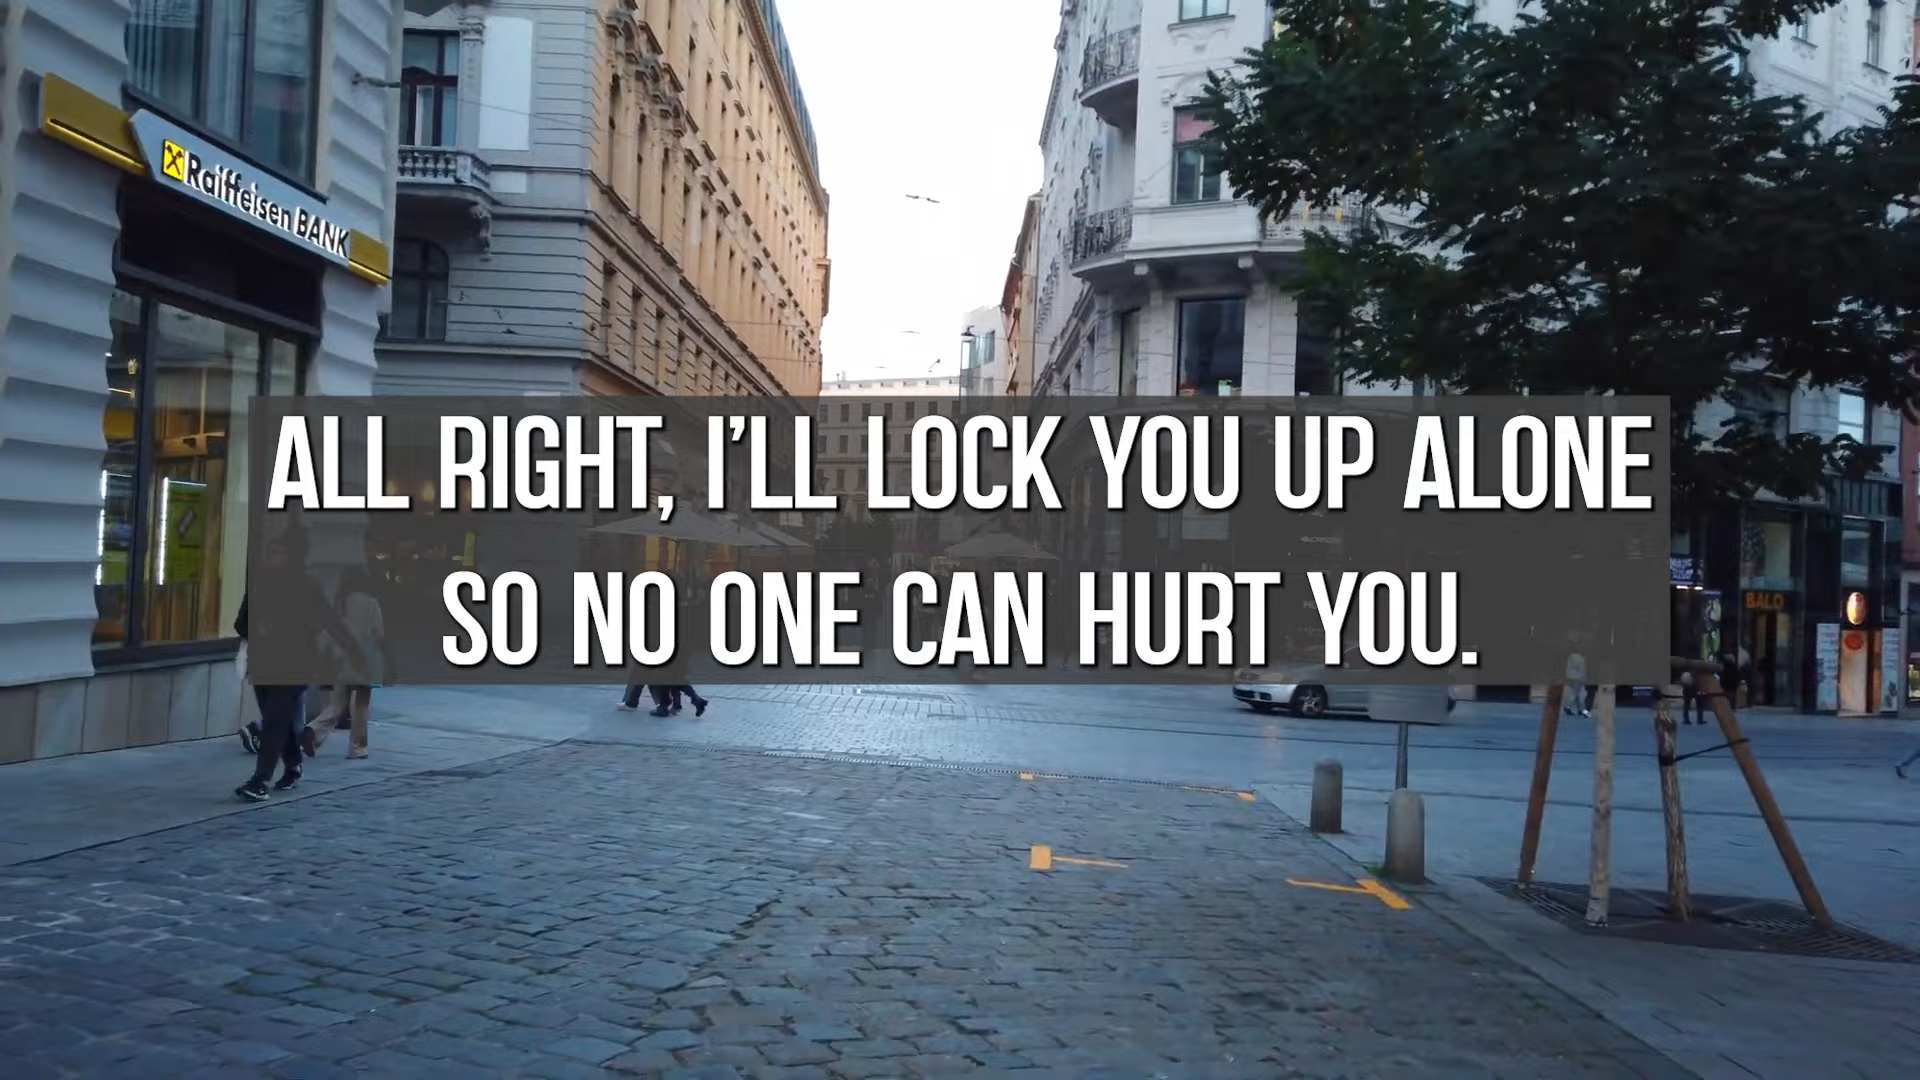 Raiffeisen BANK
ALL RIGHT, I'LL LOCK YOU UP ALONE
SO NO ONE CAN HURT YOU.
BALO